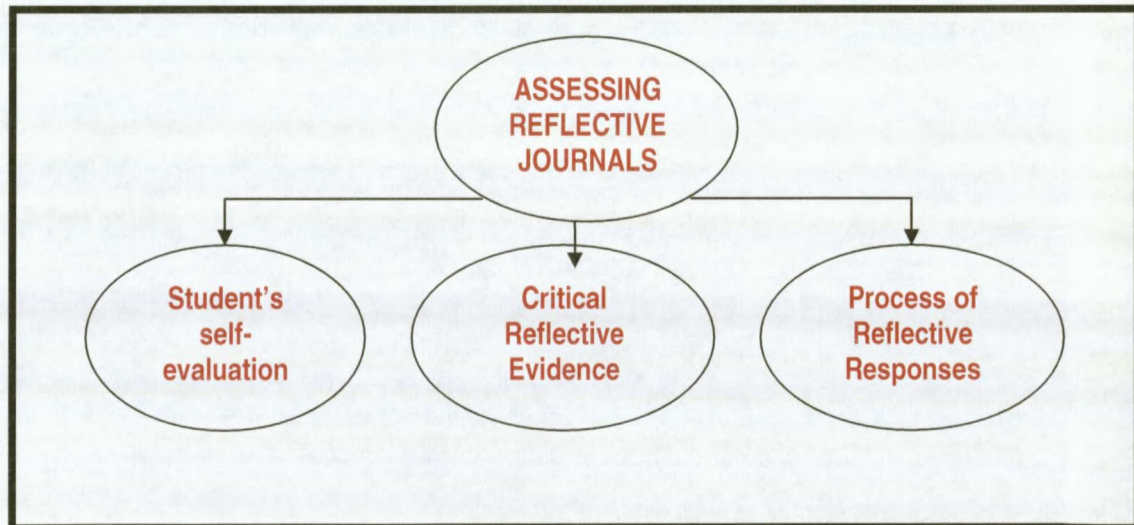 ASSESSING
REFLECTIVE
JOURNALS
Student's
self-
evaluation
Critical
Reflective
Evidence
Process of
Reflective
Responses